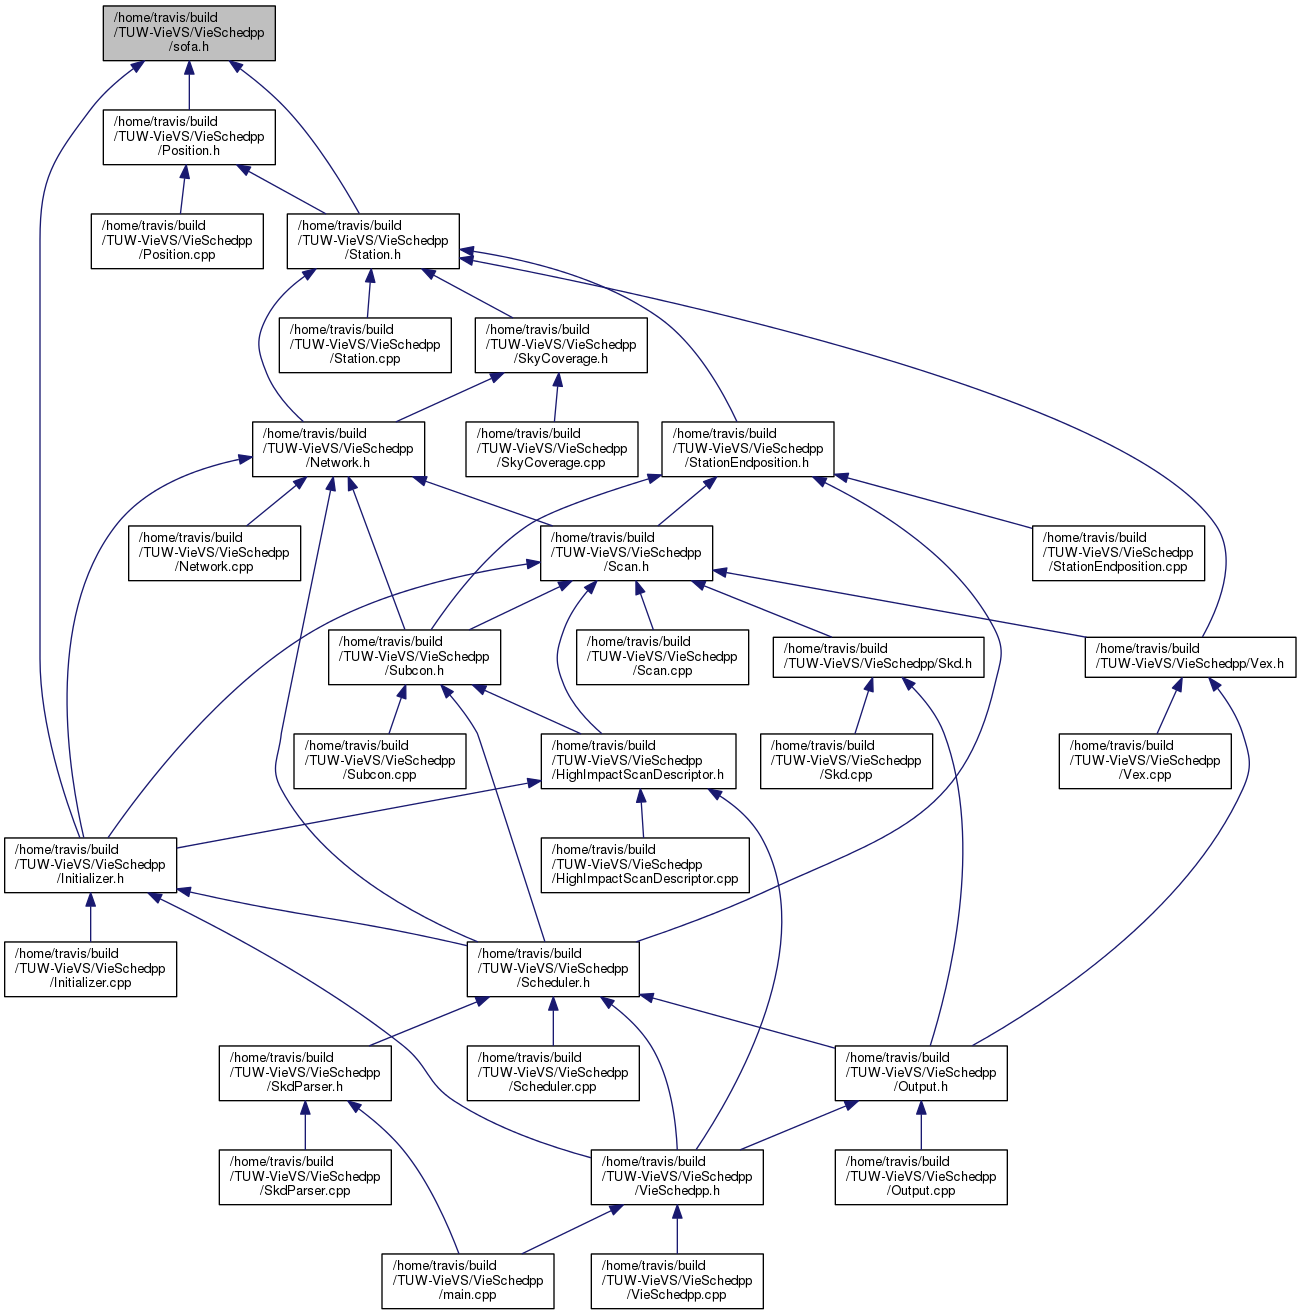 /home/travis/build
/TUW-VieVS/VieSchedpp
/sofa.h
/home/travis/build
/TUW-VieVS/VieSchedpp
/Position.h
/home/travis/build
/TUW-VieVS/VieSchedpp
/Position.cpp
/home/travis/build
/TUW-VieVS/VieSchedpp
/Station.h
/home/travis/build
/TUW-VieVS/VieSchedpp
/Station.cpp
/home/travis/build
/TUW-VieVS/VieSchedpp
/SkyCoverage.h
/home/travis/build
/TUW-VieVS/VieSchedpp
/Network.h
/home/travis/build
/TUW-VieVS/VieSchedpp
/SkyCoverage.cpp
/home/travis/build
/TUW-VieVS/VieSchedpp
/StationEndposition.h
/home/travis/build
/TUW-VieVS/VieSchedpp
/Network.cpp
/home/travis/build
/TUW-VieVS/VieSchedpp
/Scan.h
/home/travis/build
/TUW-VieVS/VieSchedpp
/StationEndposition.cpp
/home/travis/build
/TUW-VieVS/VieSchedpp
/Subcon.h
/home/travis/build
/TUW-VieVS/VieSchedpp
/Scan.cpp
/home/travis/build
/TUW-VieVS/VieSchedpp/Skd.h
/home/travis/build
/TUW-VieVS/VieSchedpp/Vex.h
/home/travis/build
/TUW-VieVS/VieSchedpp
/Subcon.cpp
/home/travis/build
/TUW-VieVS/VieSchedpp
/HighImpactScanDescriptor.h
/home/travis/build
/TUW-VieVS/VieSchedpp
/Skd.cpp
/home/travis/build
/TUW-VieVS/VieSchedpp
/Vex.cpp
/home/travis/build
/TUW-VieVS/VieSchedpp
/Initializer.h
/home/travis/build
/TUW-VieVS/VieSchedpp
/HighImpactScanDescriptor.cpp
/home/travis/build
/TUW-VieVS/VieSchedpp
/Initializer.cpp
/home/travis/build
/TUW-VieVS/VieSchedpp
/Scheduler.h
/home/travis/build
/TUW-VieVS/VieSchedpp
/SkdParser.h
/home/travis/build
/TUW-VieVS/VieSchedpp
/Scheduler.cpp
/home/travis/build
/TUW-VieVS/VieSchedpp
/Output.h
/home/travis/build
/TUW-VieVS/VieSchedpp
/SkdParser.cpp
/home/travis/build
/TUW-VieVS/VieSchedpp
/VieSchedpp.h
/home/travis/build
/TUW-VieVS/VieSchedpp
/Output.cpp
/home/travis/build
/TUW-VieVS/VieSchedpp
/main.cpp
/home/travis/build
/TUW-VieVS/VieSchedpp
/VieSchedpp.cpp